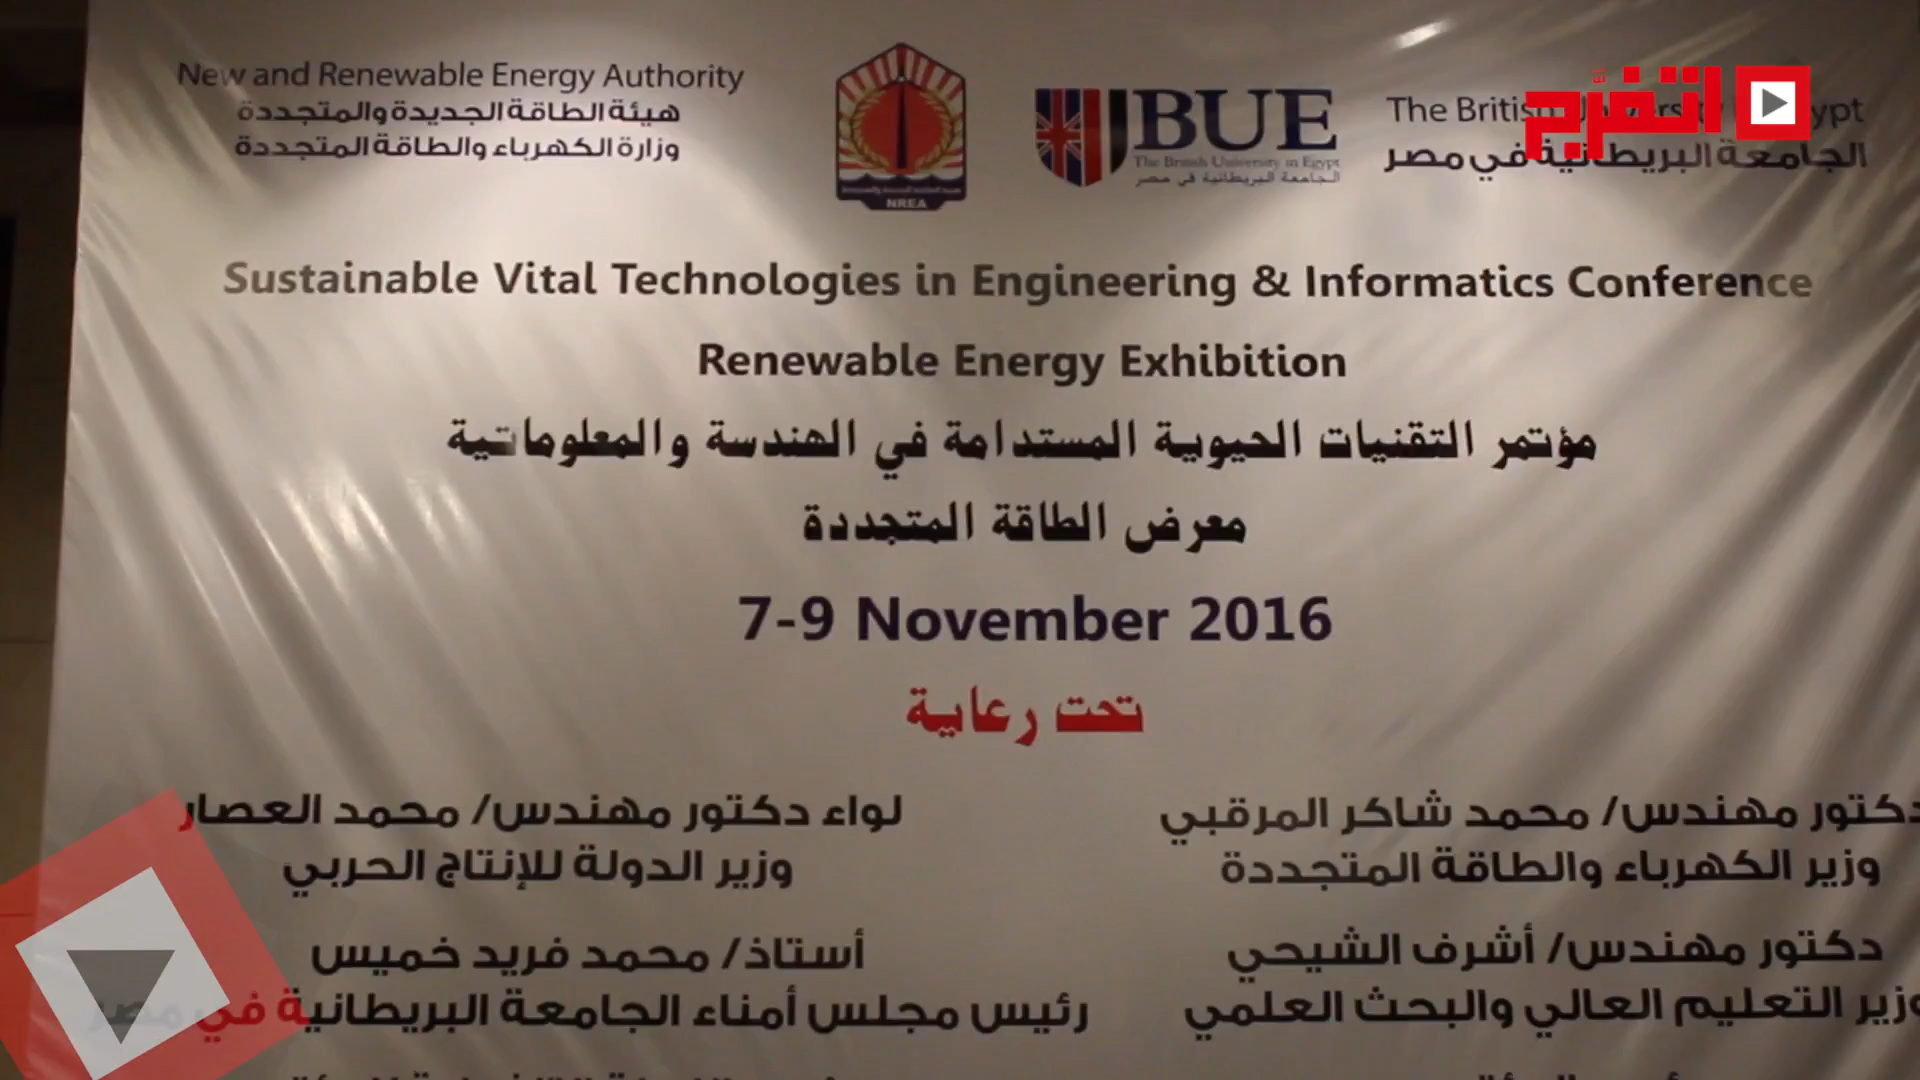 New and Renewable Energy Authority
هيئة الطاقة الجديدة والمتجددة
وزارة الكهرباء والطاقة المتجددة
NREA
BUE
The British University in Egypt
الجامعة البريطانية في مصر
The British University Egypt
الجامعة البريطانية في مصر
اتفرج
Sustainable Vital Technologies in Engineering & Informatics Conference
Renewable Energy Exhibition
مؤتمر التقنيات الحيوية المستدامة في الهندسة والمعلوماتية
معرض الطاقة المتجددة
7-9 November 2016
تحت رعاية
دكتور مهندس/ محمد شاكر المرقبي
وزير الكهرباء والطاقة المتجددة
لواء دكتور مهندس/ محمد العصار
وزير الدولة للإنتاج الحربي
دكتور مهندس/ أشرف الشيحي
وزير التعليم العالي والبحث العلمي
أستاذ/ محمد فريد خميس
رئيس مجلس أمناء الجامعة البريطانية في مصر